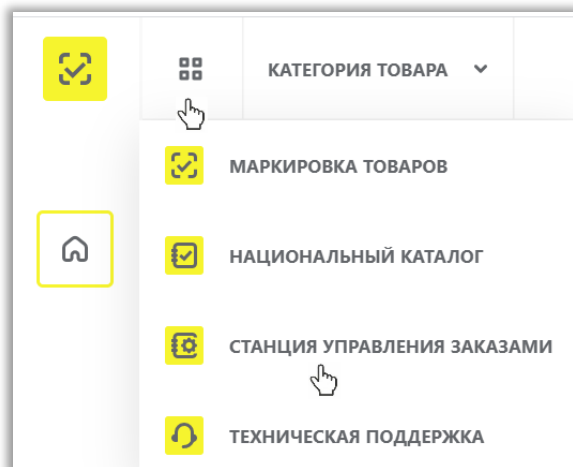 КАТЕГОРИЯ ТОВАРА
МАРКИРОВКА ТОВАРОВ
НАЦИОНАЛЬНЫЙ КАТАЛОГ
СТАНЦИЯ УПРАВЛЕНИЯ ЗАКАЗАМИ
ТЕХНИЧЕСКАЯ ПОДДЕРЖКА